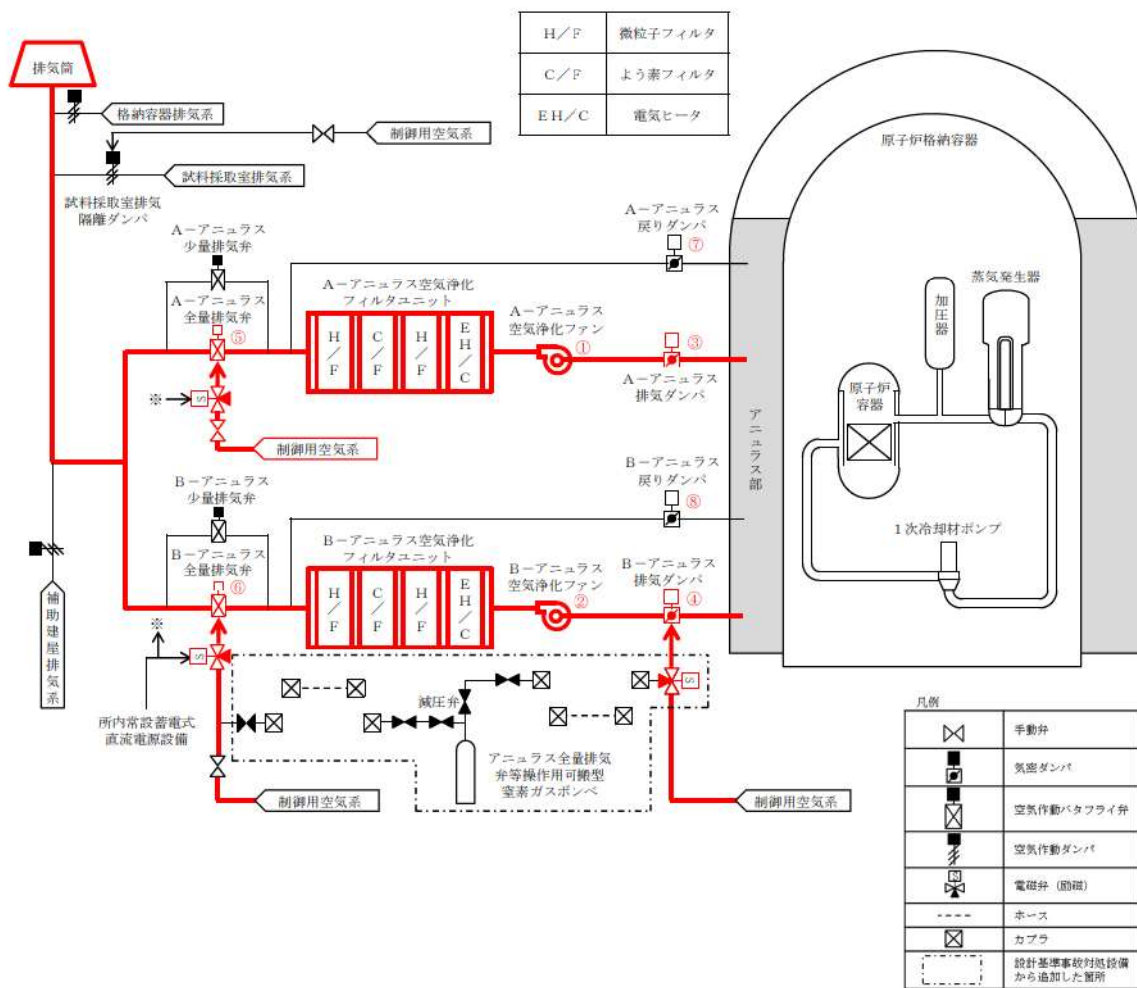 H/F 微粒子フィルタ
C/F よう素フィルタ
EH/C 電気ヒータ
排気筒
格納容器排気系
制御用空気系
試料採取室排気系
試料採取室排気
隔離ダンパ
原子炉格納容器
A-アニュラス
戻りダンパ
⑦
A-アニュラス
少量排気弁
A-アニュラス
全量排気弁
⑤
A-アニュラス空気浄化
フィルタユニット
H/F
C/F
H/F
EH/C
A-アニュラス
空気浄化ファン
①
③
A-アニュラス
排気ダンパ
※
S
制御用空気系
蒸気発生器
加圧器
原子炉
容器
アニュラス部
1次冷却材ポンプ
B-アニュラス
戻りダンパ
⑧
B-アニュラス
少量排気弁
B-アニュラス
全量排気弁
⑥
B-アニュラス空気浄化
フィルタユニット
H/F
C/F
H/F
EH/C
B-アニュラス
空気浄化ファン
②
B-アニュラス
排気ダンパ
④
補助建屋排気系
※
S
所内常設蓄電式
直流電源設備
減圧弁
S
アニュラス全量排気
弁等操作用可搬型
窒素ガスボンベ
制御用空気系
制御用空気系
凡例
手動弁
気密ダンパ
空気作動バタフライ弁
空気作動ダンパ
S
電磁弁(励磁)
ホース
カプラ
設計基準事故対処設備
から追加した箇所